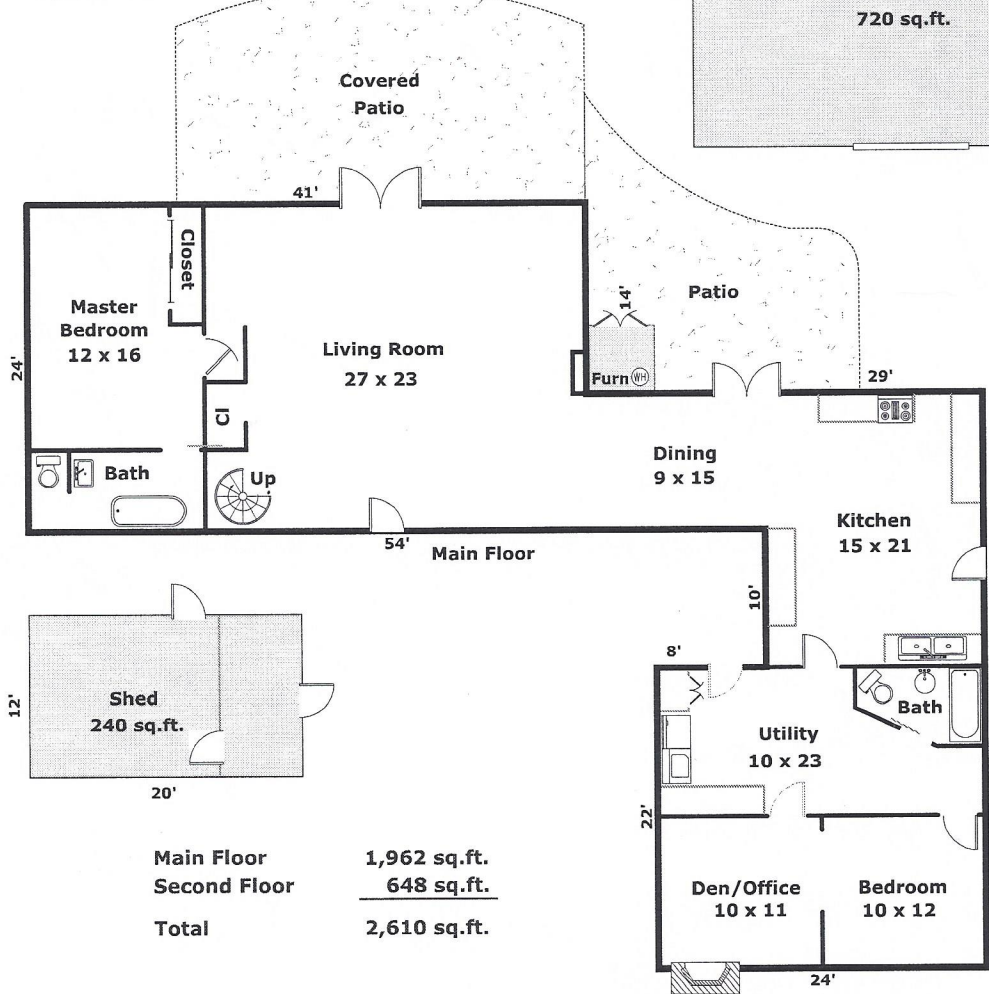 720 sq.ft.
Covered
Patio
41'
Closet
Master
Bedroom
12 x 16
24'
Living Room
27 x 23
14'
Patio
Furn
WH
29'
Cl
Dining
9 x 15
Bath
Up
Kitchen
15 x 21
54'
Main Floor
10'
8'
Shed
240 sq.ft.
12'
20'
Bath
Utility
10 x 23
22'
Den/Office
10 x 11
Bedroom
10 x 12
24'
Main Floor 1,962 sq.ft.
Second Floor 648 sq.ft.
Total 2,610 sq.ft.